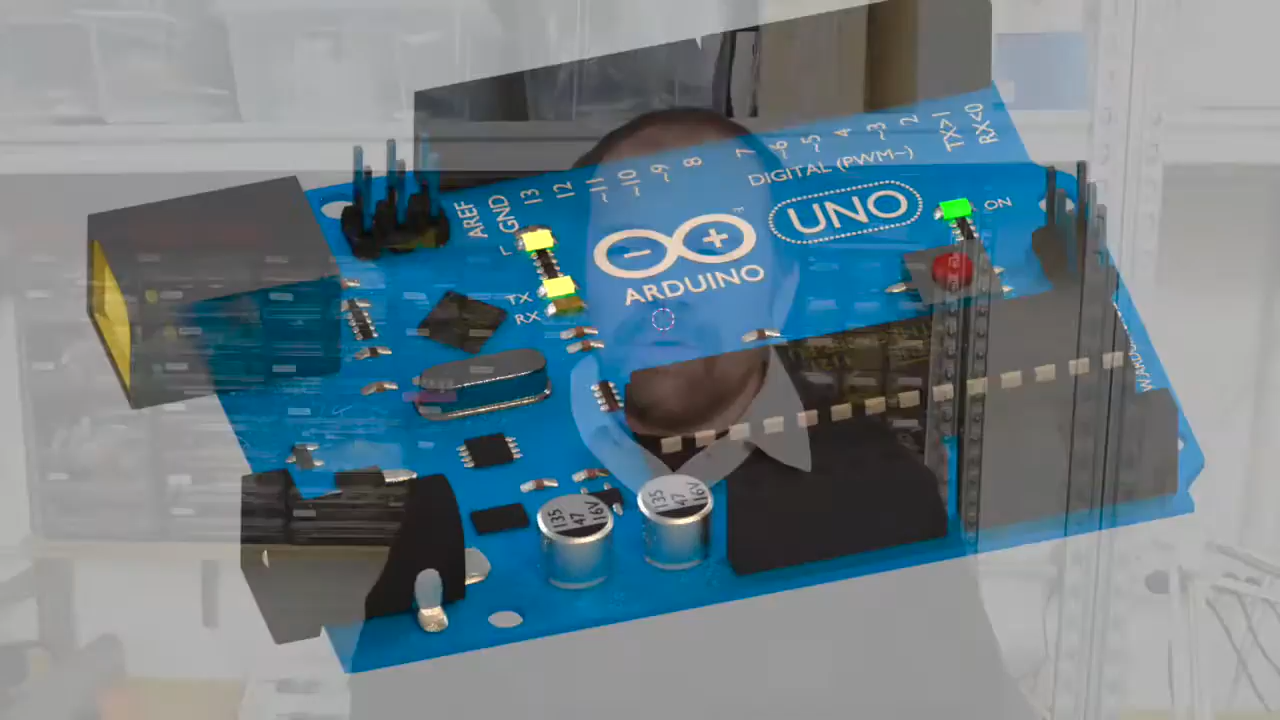 AREF
GND
13
12
~11
~10
~9
8
7
~6
~5
4
~3
2
TX>1
RX<0
DIGITAL (PWM~)
L
TX
RX
ARDUINO
UNO
ON
135
47
16V
135
47
16V